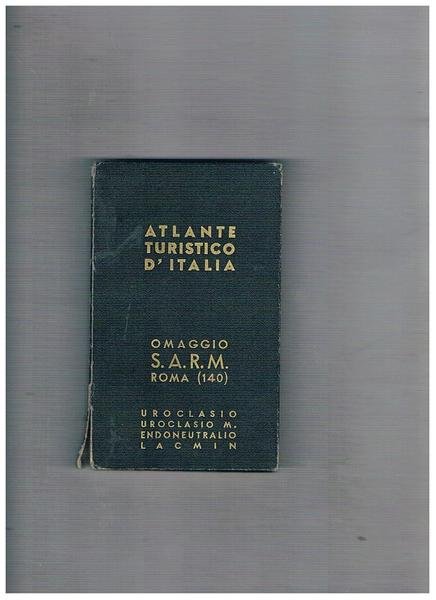 ATLANTE
TURISTICO
D'ITALIA
OMAGGIO
S.A.R.M.
ROMA (140)
UROCLASIO
UROCLASIO M.
ENDONEUTRALIO
LACMIN